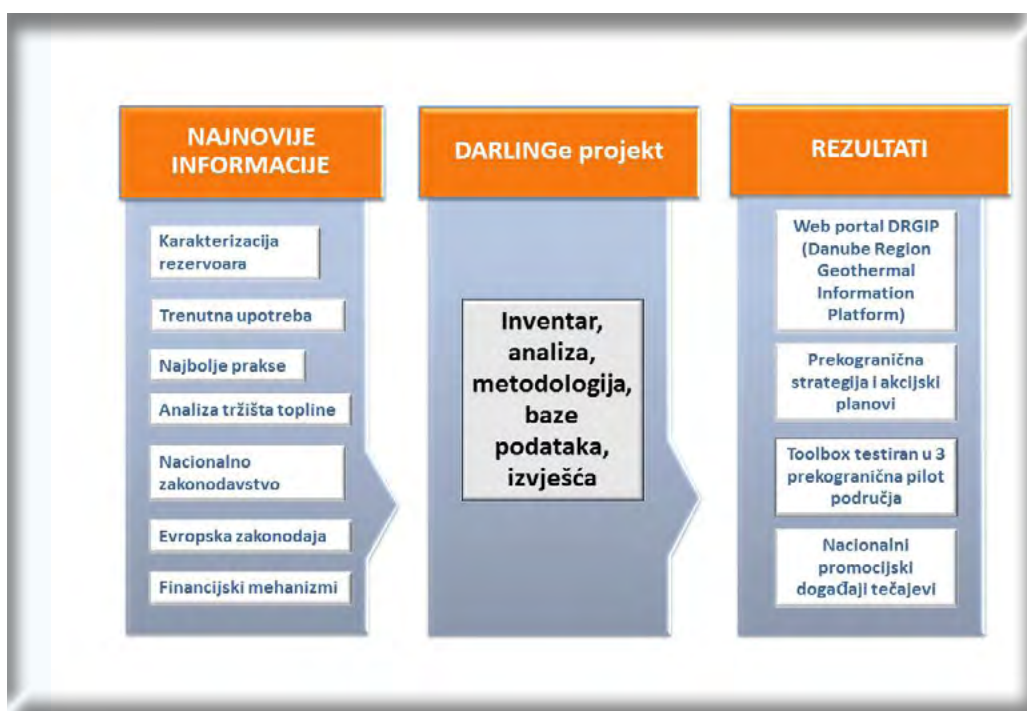 NAJNOVIJE
INFORMACIJE
Karakterizacija
rezervoara
Trenutna upotreba
Najbolje prakse
Analiza tržišta topline
Nacionalno
zakonodavstvo
Evropska zakonodaja
Financijski mehanizmi
DARLINGe projekt
Inventar,
analiza,
metodologija,
baze
podataka,
izvješća
REZULTATI
Web portal DRGIP
(Danube Region
Geothermal
Information
Platform)
Prekogranična
strategija i akcijski
planovi
Toolbox testiran u 3
prekogranična pilot
područja
Nacionalni
promocijski
događaji tečajevi